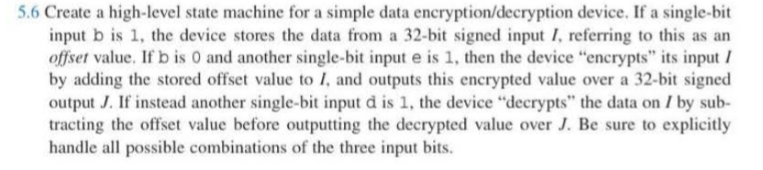 5.6 Create a high-level state machine for a simple data encryption/decryption device. If a single-bit
input b is 1, the device stores the data from a 32-bit signed input I, referring to this as an
offset value. If b is 0 and another single-bit input e is 1, then the device “encrypts” its input I
by adding the stored offset value to I, and outputs this encrypted value over a 32-bit signed
output J. If instead another single-bit input d is 1, the device “decrypts” the data on I by sub-
tracting the offset value before outputting the decrypted value over J. Be sure to explicitly
handle all possible combinations of the three input bits.